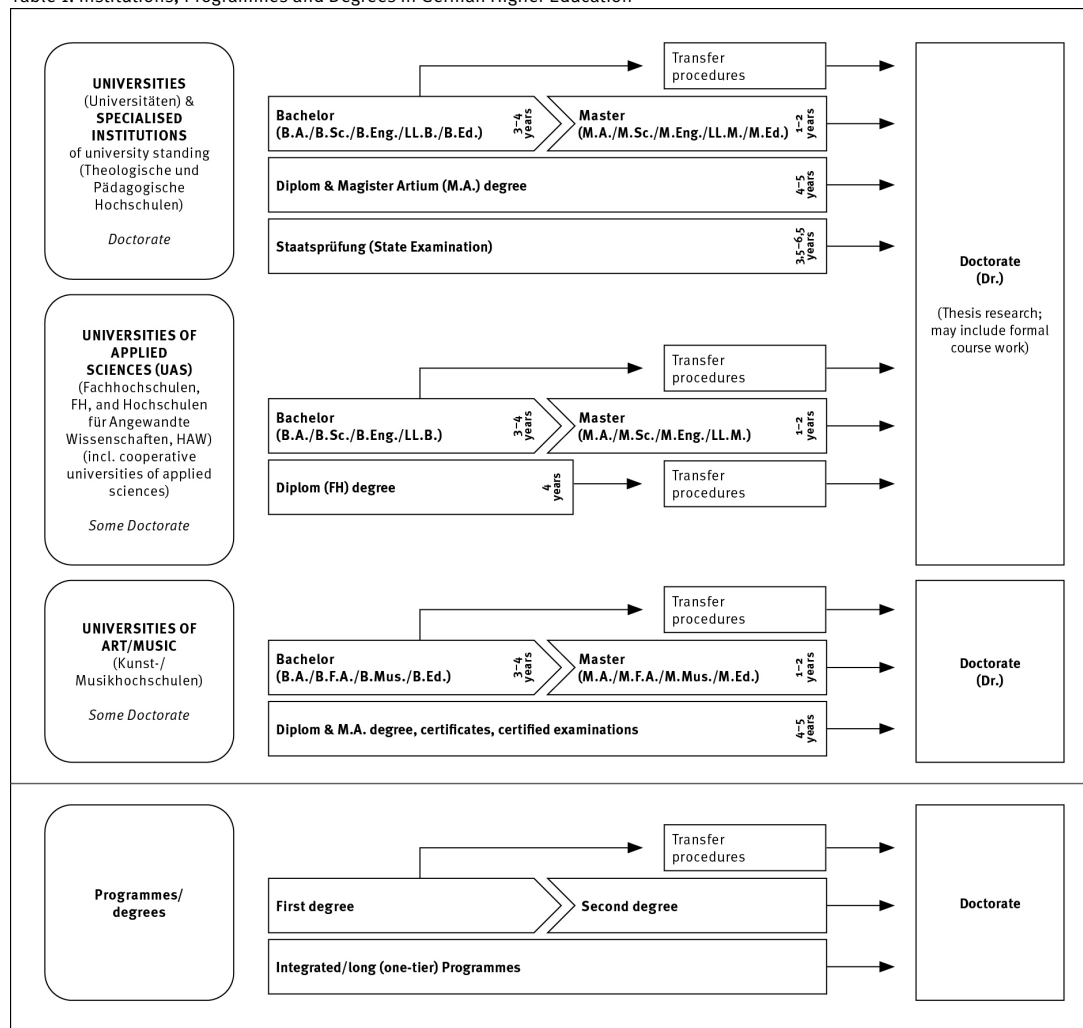 Table 1: Institutions, Programmes and Degrees in German Higher Education
UNIVERSITIES
(Universitäten) &
SPECIALISED
INSTITUTIONS
of university standing
(Theologische und
Pädagogische
Hochschulen)
Doctorate
Transfer
procedures
Bachelor
(B.A./B.Sc./B.Eng./LL.B./B.Ed.)
3–4
years
Master
(M.A./M.Sc./M.Eng./LL.M./M.Ed.)
1–2
years
Diplom & Magister Artium (M.A.) degree
4–5
years
Staatsprüfung (State Examination)
3,5–6,5
years
Doctorate
(Dr.)
(Thesis research;
may include formal
course work)
UNIVERSITIES OF
APPLIED
SCIENCES (UAS)
(Fachhochschulen,
FH, and Hochschulen
für Angewandte
Wissenschaften, HAW)
(incl. cooperative
universities of applied
sciences)
Some Doctorate
Transfer
procedures
Bachelor
(B.A./B.Sc./B.Eng./LL.B.)
3–4
years
Master
(M.A./M.Sc./M.Eng./LL.M.)
1–2
years
Diplom (FH) degree
4
years
Transfer
procedures
UNIVERSITIES OF
ART/MUSIC
(Kunst-/
Musikhochschulen)
Some Doctorate
Transfer
procedures
Bachelor
(B.A./B.F.A./B.Mus./B.Ed.)
3–4
years
Master
(M.A./M.F.A./M.Mus./M.Ed.)
1–2
years
Diplom & M.A. degree, certificates, certified examinations
4–5
years
Doctorate
(Dr.)
Programmes/
degrees
Transfer
procedures
First degree
Second degree
Integrated/long (one-tier) Programmes
Doctorate